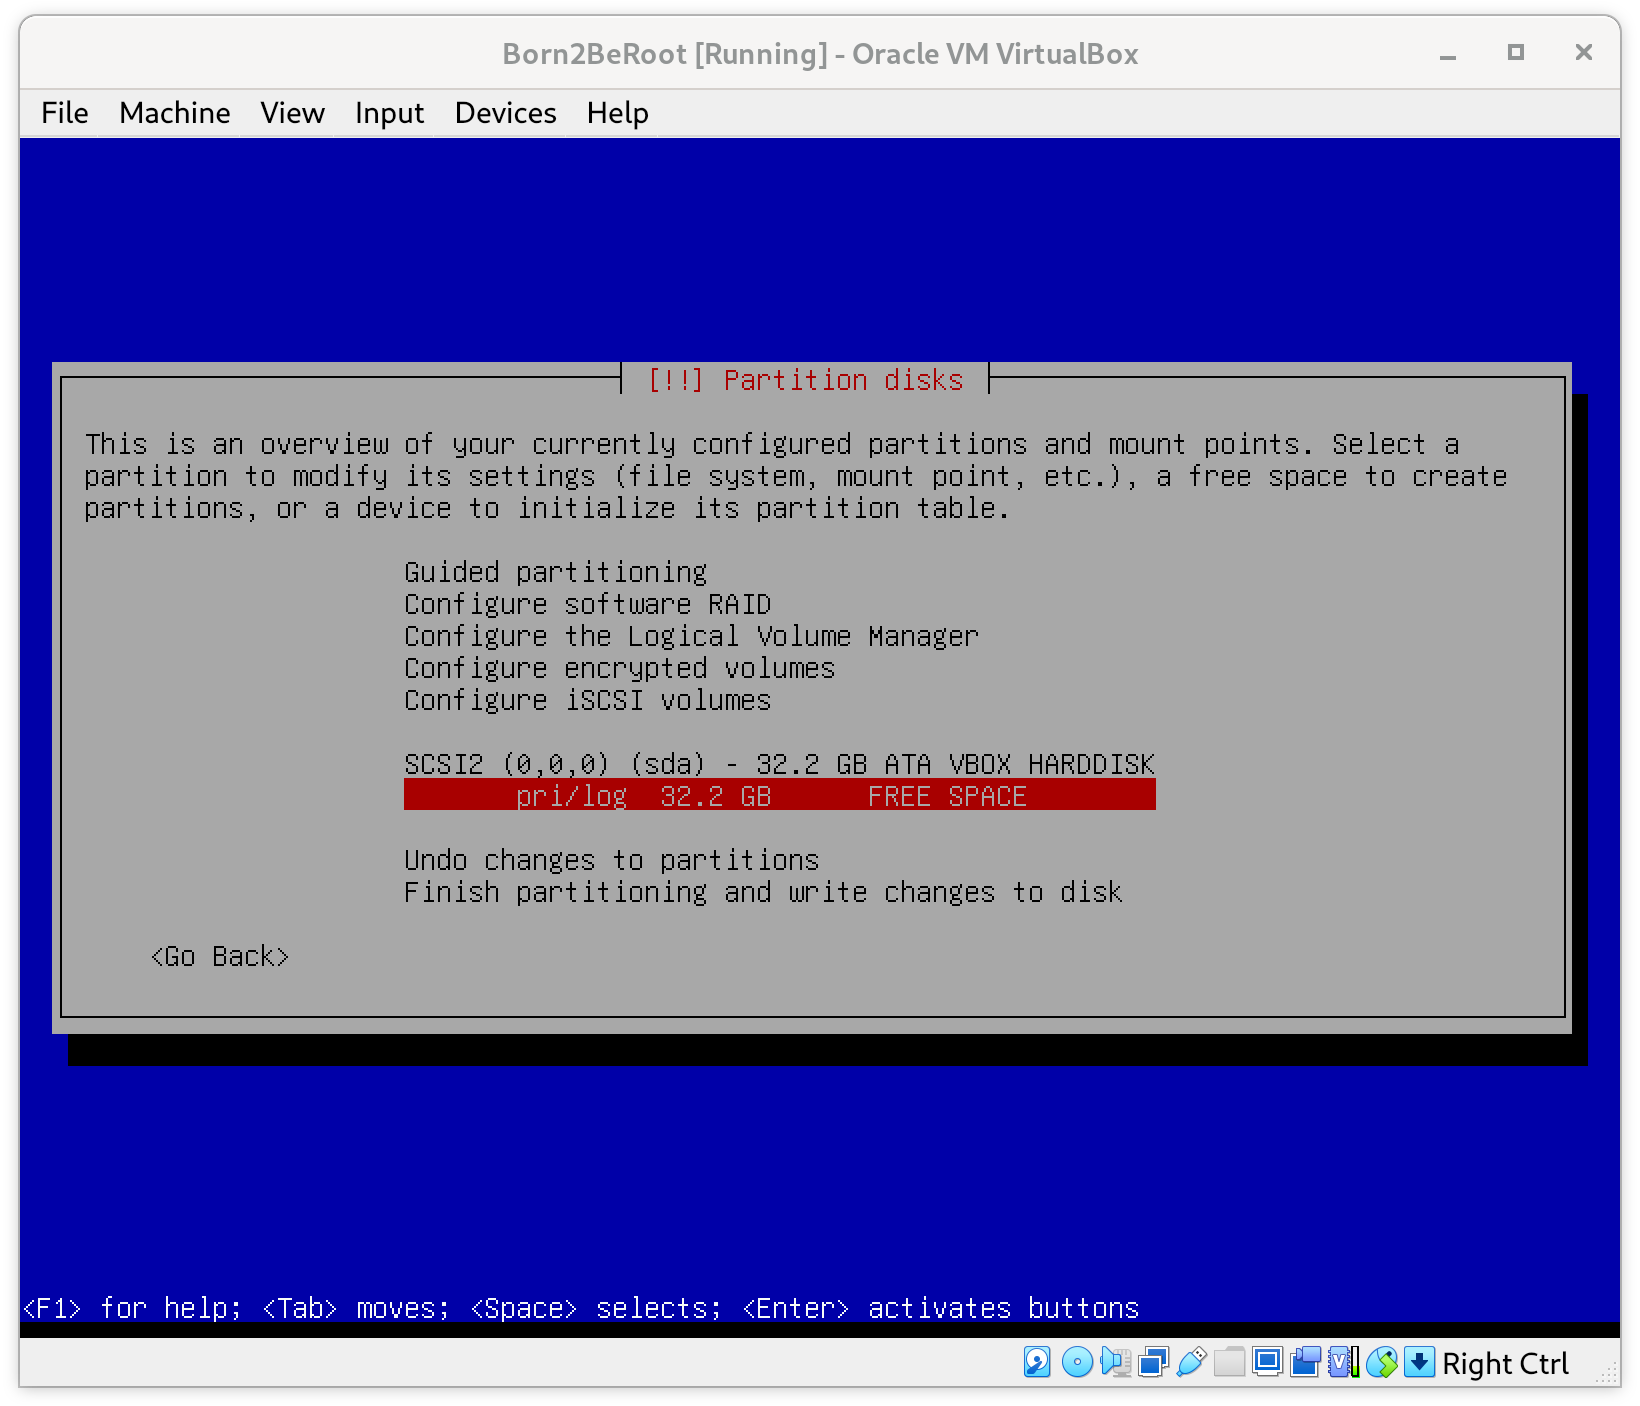 Born2BeRoot [Running] - Oracle VM VirtualBox
File Machine View Input Devices Help
[!!] Partition disks
This is an overview of your currently configured partitions and mount points. Select a
partition to modify its settings (file system, mount point, etc.), a free space to create
partitions, or a device to initialize its partition table.
Guided partitioning
Configure software RAID
Configure the Logical Volume Manager
Configure encrypted volumes
Configure iSCSI volumes
SCSI2 (0,0,0) (sda) - 32.2 GB ATA VBOX HARDDISK
pri/log 32.2 GB FREE SPACE
Undo changes to partitions
Finish partitioning and write changes to disk
<Go Back>
<F1> for help; <Tab> moves; <Space> selects; <Enter> activates buttons
Right Ctrl